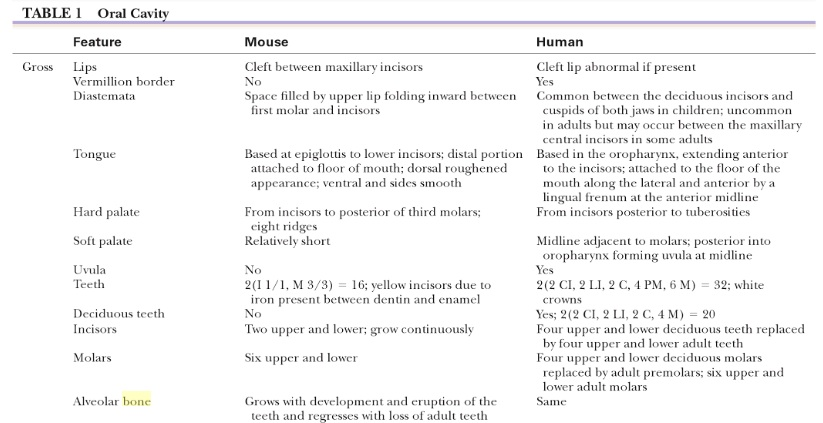 TABLE 1 Oral Cavity
Feature Mouse Human
Gross Lips Cleft between maxillary incisors Cleft lip abnormal if present
Vermillion border No Yes
Diastemata Space filled by upper lip folding inward between Common between the deciduous incisors and
first molar and incisors cuspids of both jaws in children; uncommon
in adults but may occur between the maxillary
central incisors in some adults
Tongue Based at epiglottis to lower incisors; distal portion Based in the oropharynx, extending anterior
attached to floor of mouth; dorsal roughened to the incisors; attached to the floor of the
appearance; ventral and sides smooth mouth along the lateral and anterior by a
lingual frenum at the anterior midline
Hard palate From incisors to posterior of third molars; From incisors posterior to tuberosities
eight ridges
Soft palate Relatively short Midline adjacent to molars; posterior into
oropharynx forming uvula at midline
Uvula No Yes
Teeth 2(I 1/1, M 3/3) = 16; yellow incisors due to 2(2 CI, 2 LI, 2 C, 4 PM, 6 M) = 32; white
iron present between dentin and enamel crowns
Deciduous teeth No Yes; 2(2 CI, 2 LI, 2 C, 4 M) = 20
Incisors Two upper and lower; grow continuously Four upper and lower deciduous teeth replaced
by four upper and lower adult teeth
Molars Six upper and lower Four upper and lower deciduous molars
replaced by adult premolars; six upper and
lower adult molars
Alveolar bone Grows with development and eruption of the Same
teeth and regresses with loss of adult teeth